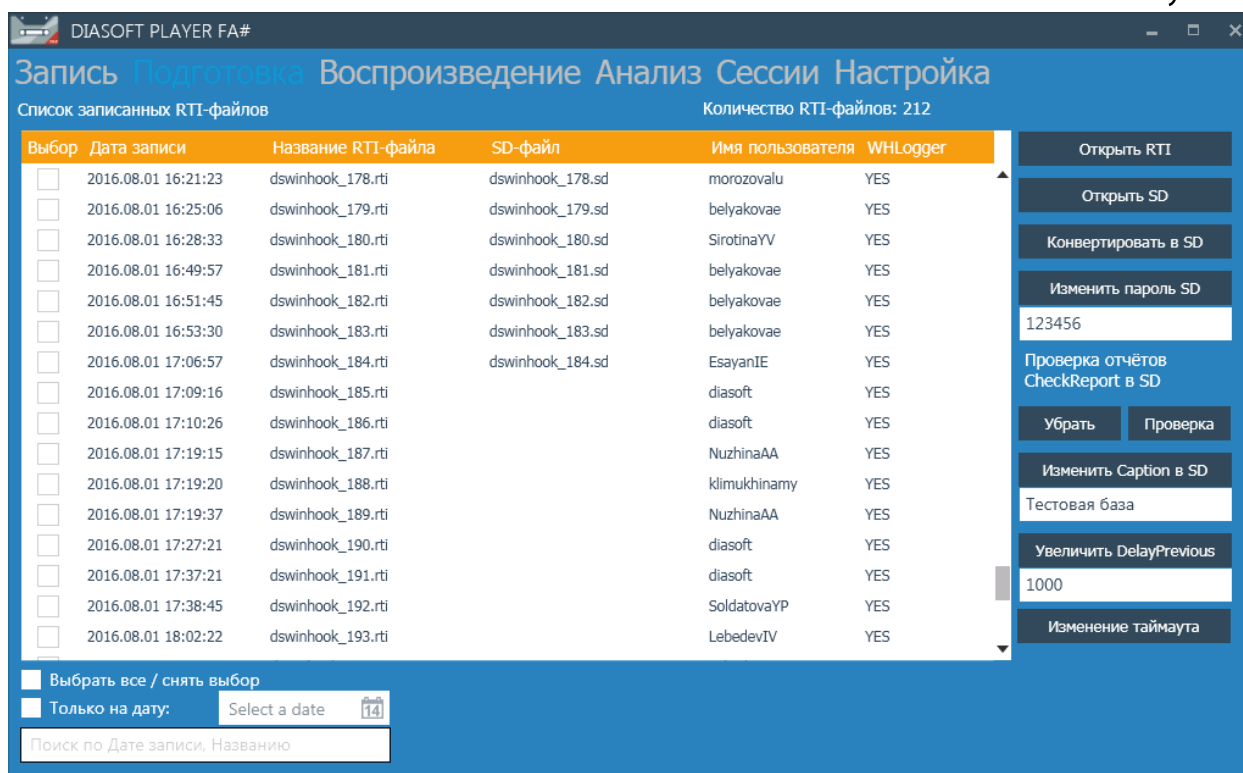 DIASOFT PLAYER FA#
Запись Подготовка Воспроизведение Анализ Сессии Настройка
Список записанных RTI-файлов Количество RTI-файлов: 212
Выбор Дата записи Название RTI-файла SD-файл Имя пользователя WHLogger
2016.08.01 16:21:23 dswinhook_178.rti dswinhook_178.sd morozovalu YES
2016.08.01 16:25:06 dswinhook_179.rti dswinhook_179.sd belyakovae YES
2016.08.01 16:28:33 dswinhook_180.rti dswinhook_180.sd SirotinaYV YES
2016.08.01 16:49:57 dswinhook_181.rti dswinhook_181.sd belyakovae YES
2016.08.01 16:51:45 dswinhook_182.rti dswinhook_182.sd belyakovae YES
2016.08.01 16:53:30 dswinhook_183.rti dswinhook_183.sd belyakovae YES
2016.08.01 17:06:57 dswinhook_184.rti dswinhook_184.sd EsayanIE YES
2016.08.01 17:09:16 dswinhook_185.rti diasoft YES
2016.08.01 17:10:26 dswinhook_186.rti diasoft YES
2016.08.01 17:19:15 dswinhook_187.rti NuzhinaAA YES
2016.08.01 17:19:20 dswinhook_188.rti klimukhinamy YES
2016.08.01 17:19:37 dswinhook_189.rti NuzhinaAA YES
2016.08.01 17:27:21 dswinhook_190.rti diasoft YES
2016.08.01 17:37:21 dswinhook_191.rti diasoft YES
2016.08.01 17:38:45 dswinhook_192.rti SoldatovaYP YES
2016.08.01 18:02:22 dswinhook_193.rti LebedevIV YES
Открыть RTI
Открыть SD
Конвертировать в SD
Изменить пароль SD
123456
Проверка отчётов
CheckReport в SD
Убрать Проверка
Изменить Caption в SD
Тестовая база
Увеличить DelayPrevious
1000
Изменение таймаута
Выбрать все / снять выбор
Только на дату: Select a date 14
Поиск по Дате записи, Названию